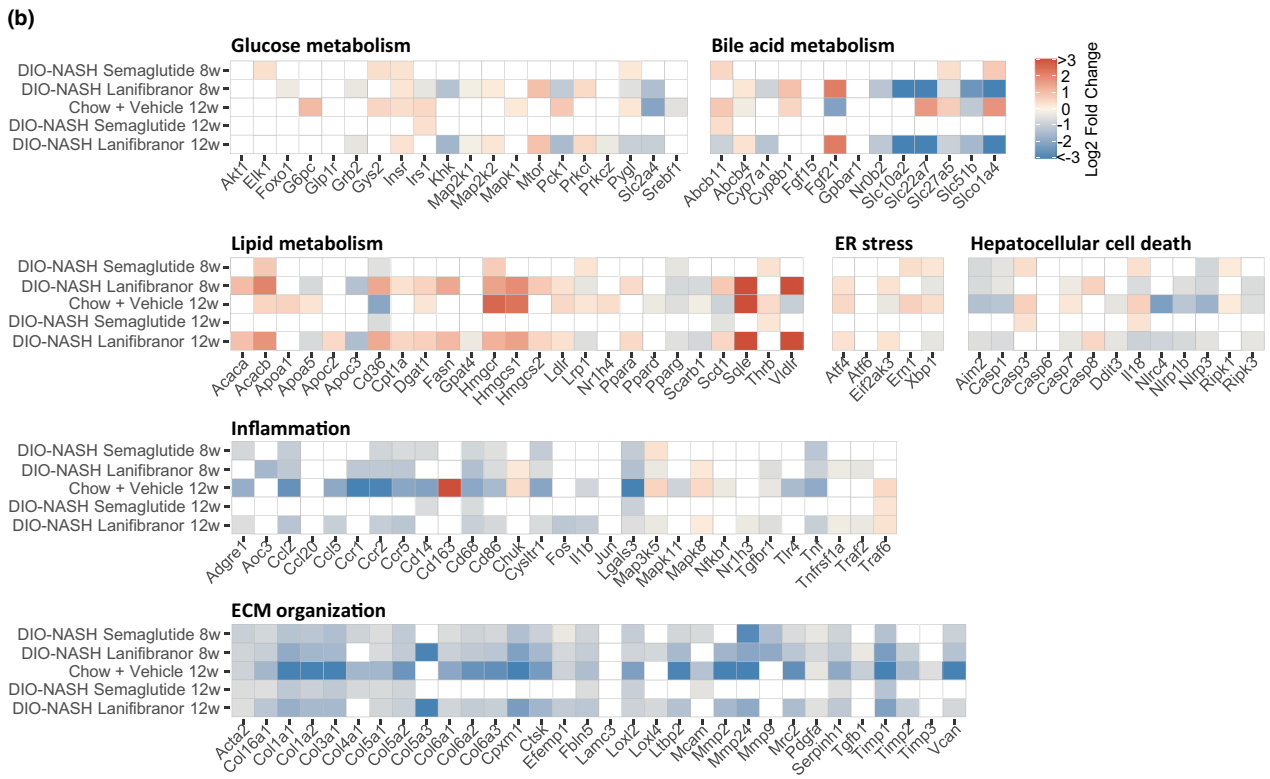 (b)
Glucose metabolism
Bile acid metabolism
DIO-NASH Semaglutide 8w
DIO-NASH Lanifibranor 8w
Chow + Vehicle 12w
DIO-NASH Semaglutide 12w
DIO-NASH Lanifibranor 12w
Akt1 Elk1 Foxo1 G6pc Glp1r Grb2 Gys2 Insr Irs1 Khk Map2k1 Map2k2 Mapk1 Mtor Pck1 Prkci Prkcz Pygl Slc2a4 Srebf1
Abcb11 Abcb4 Cyp7a1 Cyp8b1 Fgf15 Fgf21 Gpbar1 Nr0b2 Slc10a2 Slc22a7 Slc27a5 Slc51b Slco1a4
>3
2
1
0
-1
-2
<-3
Log2 Fold Change
Lipid metabolism
ER stress
Hepatocellular cell death
DIO-NASH Semaglutide 8w
DIO-NASH Lanifibranor 8w
Chow + Vehicle 12w
DIO-NASH Semaglutide 12w
DIO-NASH Lanifibranor 12w
Acaca Acacb Apoa1 Apoa5 Apoc2 Apoc3 Cd36 Cpt1a Dgat1 Fasn Gpat4 Hmgcr Hmgcs1 Hmgcs2 Ldlr Lrp1 Nr1h4 Ppara Ppard Pparg Scarb1 Scd1 Sqle Thrb Vldlr
Atf4 Atf6 Eif2ak3 Ern1 Xbp1
Aim2 Casp1 Casp3 Casp6 Casp7 Casp8 Ddit3 Il18 Nlrc4 Nlrp1b Nlrp3 Ripk1 Ripk3
Inflammation
DIO-NASH Semaglutide 8w
DIO-NASH Lanifibranor 8w
Chow + Vehicle 12w
DIO-NASH Semaglutide 12w
DIO-NASH Lanifibranor 12w
Adgre1 Aoc3 Ccl2 Ccl20 Ccl5 Ccr1 Ccr2 Ccr5 Cd14 Cd163 Cd68 Cd86 Chuk Cysltr1 Fos Il1b Jun Lgals3 Map3k5 Mapk11 Mapk8 Nfkb1 Nr1h3 Tgfbr1 Tlr4 Tnf Tnfrsf1a Traf2 Traf6
ECM organization
DIO-NASH Semaglutide 8w
DIO-NASH Lanifibranor 8w
Chow + Vehicle 12w
DIO-NASH Semaglutide 12w
DIO-NASH Lanifibranor 12w
Acta2 Col16a1 Col1a1 Col1a2 Col3a1 Col4a1 Col5a1 Col5a2 Col5a3 Col6a1 Col6a2 Col6a3 Cpxm1 Ctsk Efemp1 Fbln5 Lamc3 Loxl2 Loxl4 Ltbp2 Mcam Mmp2 Mmp24 Mmp9 Mrc2 Pdgfa Serpinh1 Tgfb1 Timp1 Timp2 Timp3 Vcan